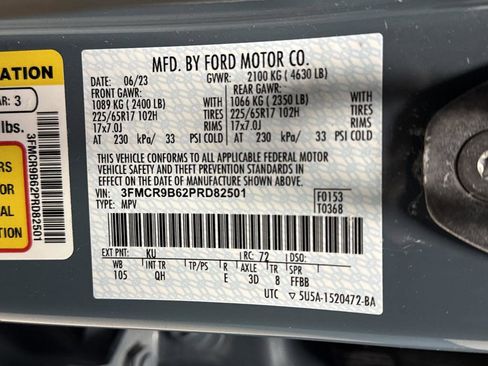 ATION
AR: 3
lbs.
ERS
OR
AL
ATION
3FMCR9B62PRD82501
MFD. BY FORD MOTOR CO.
DATE: 06/23 GVWR: 2100 KG ( 4630 LB)
FRONT GAWR: REAR GAWR:
1089 KG ( 2400 LB) WITH 1066 KG ( 2350 LB) WITH
225/65R17 102H TIRES 225/65R17 102H TIRES
17x7.0J RIMS 17x7.0J RIMS
AT 230 kPa/ 33 PSI COLD AT 230 kPa/ 33 PSI COLD
THIS VEHICLE CONFORMS TO ALL APPLICABLE FEDERAL MOTOR
VEHICLE SAFETY AND THEFT PREVENTION STANDARDS IN EFFECT ON THE DATE OF MANUFACTURE SHOWN ABOVE.
VIN: 3FMCR9B62PRD82501 F0153
TYPE: MPV T0368
EXT PNT: KU RC: 72 DSO:
WB INT TR TP/PS R AXLE TR SPR
105 QH E 3D 8 FFBB
UTC ▽ 5U5A-1520472-BA